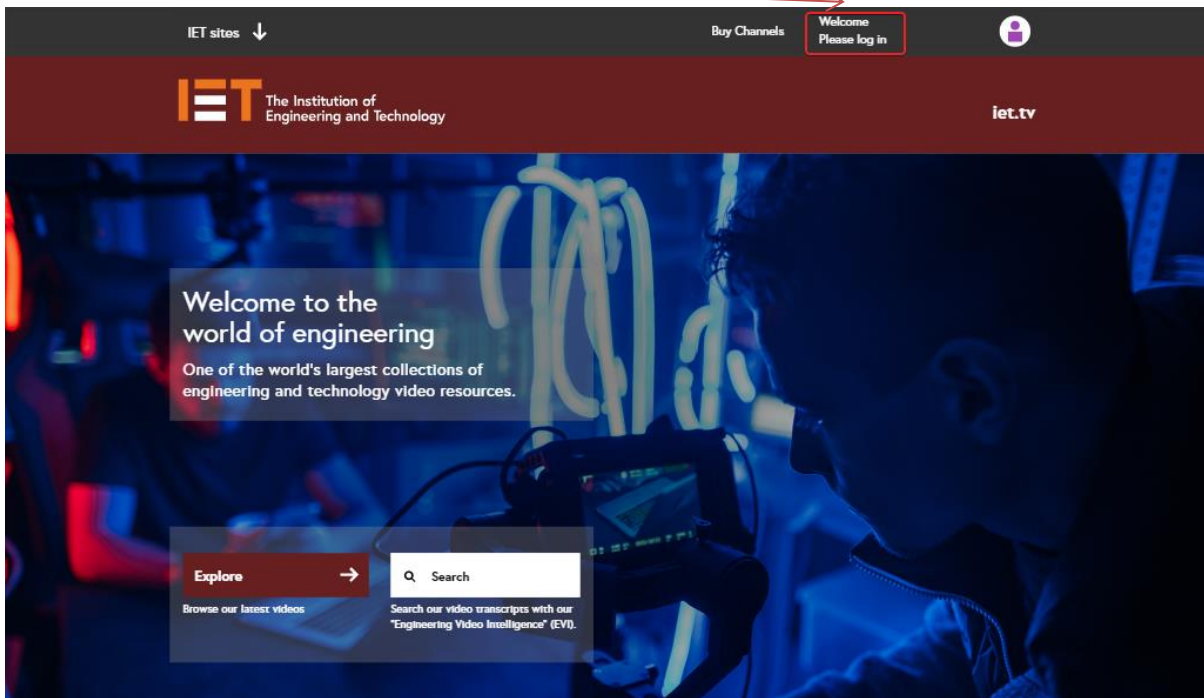 IET sites
Buy Channels
Welcome
Please log in
IET
The Institution of
Engineering and Technology
iet.tv
Welcome to the
world of engineering
One of the world's largest collections of
engineering and technology video resources.
Explore
Search
Browse our latest videos
Search our video transcripts with our
"Engineering Video Intelligence" (EVI).